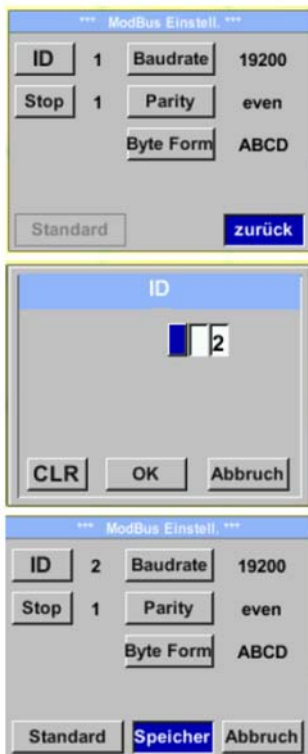 *** ModBus Einstell. ***
ID 1 Baudrate 19200
Stop 1 Parity even
Byte Form ABCD
Standard zurück
ID
2
CLR OK Abbruch
*** ModBus Einstell. ***
ID 2 Baudrate 19200
Stop 1 Parity even
Byte Form ABCD
Standard Speicher Abbruch